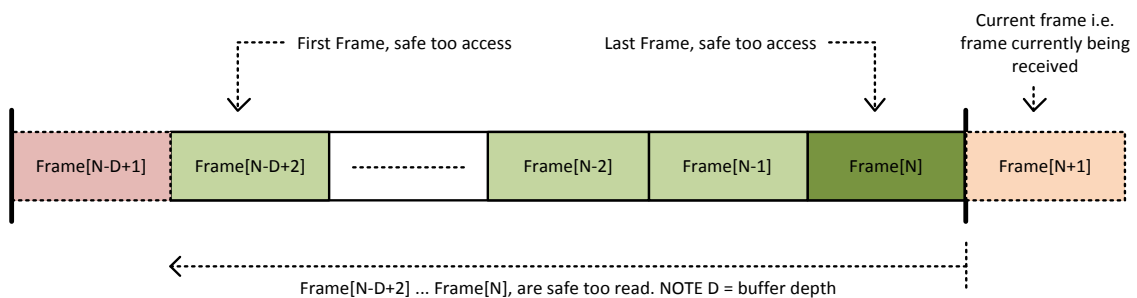 First Frame, safe too access
Last Frame, safe too access
Current frame i.e.
frame currently being
received
Frame[N-D+1]
Frame[N-D+2]
Frame[N-2]
Frame[N-1]
Frame[N]
Frame[N+1]
Frame[N-D+2] ... Frame[N], are safe too read. NOTE D = buffer depth